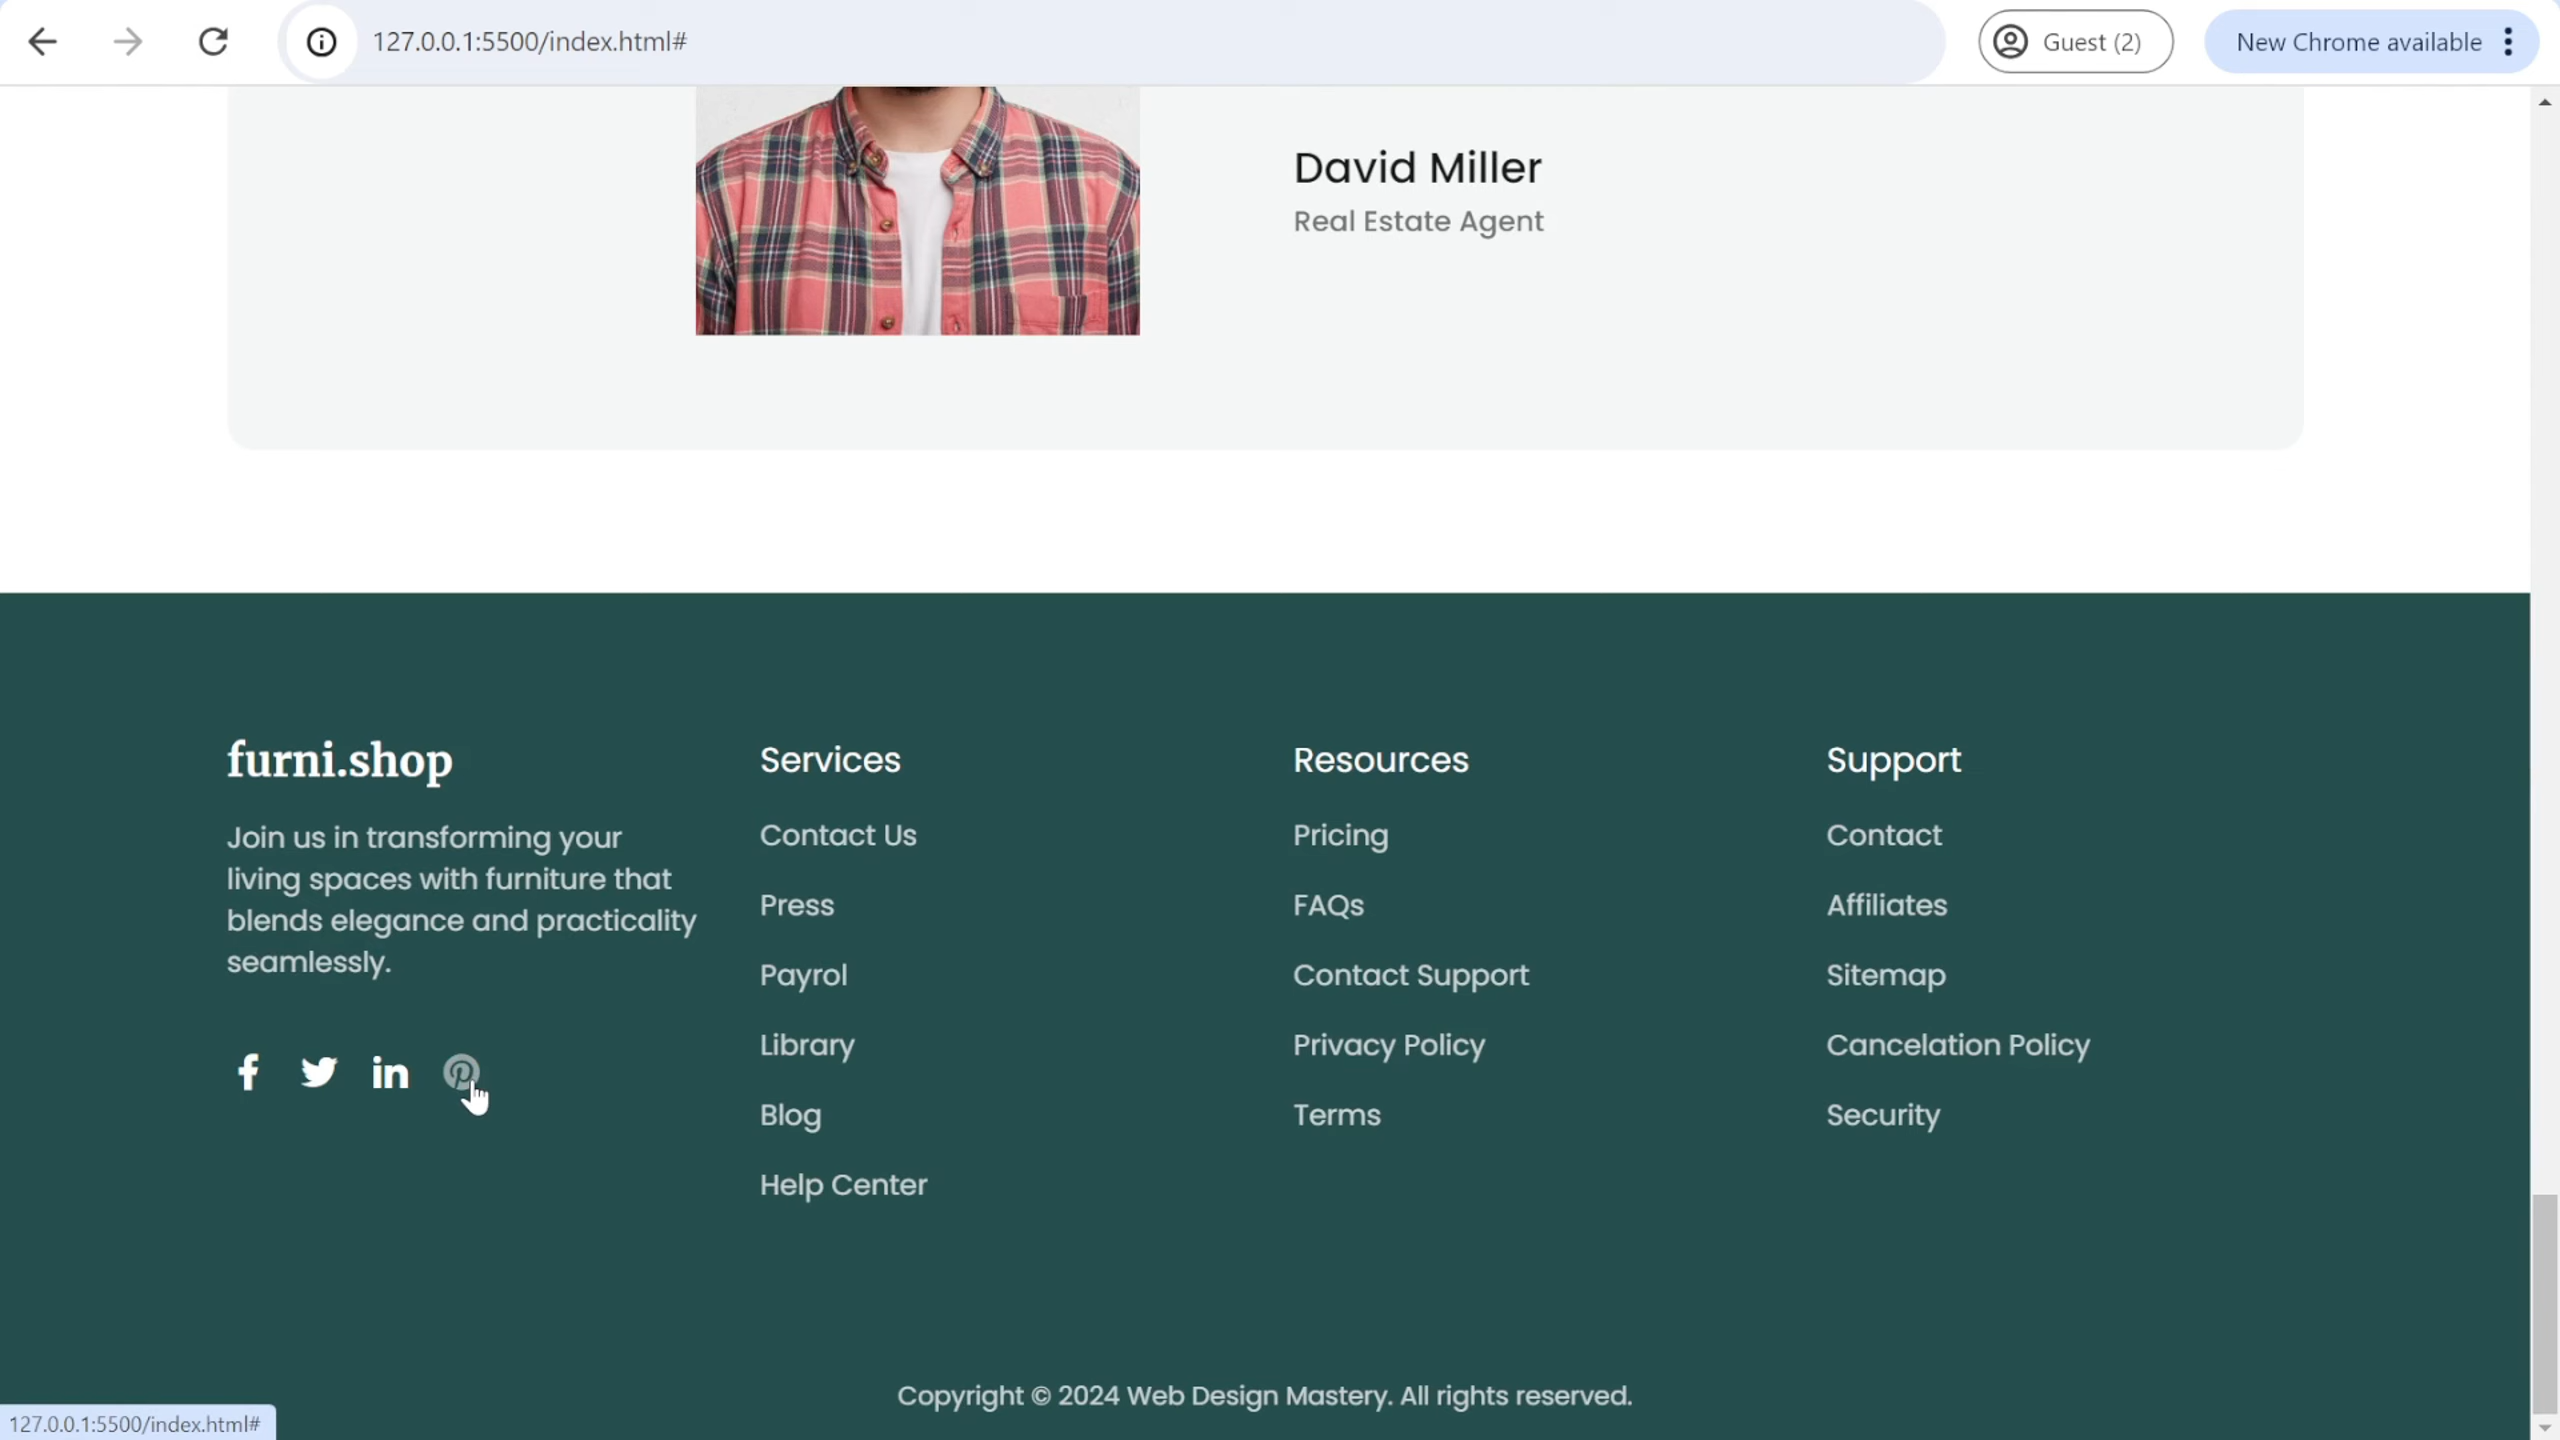 127.0.0.1:5500/index.html#
Guest (2)
New Chrome available
David Miller
Real Estate Agent
furni.shop
Join us in transforming your
living spaces with furniture that
blends elegance and practicality
seamlessly.
Services
Contact Us
Press
Payrol
Library
Blog
Help Center
Resources
Pricing
FAQs
Contact Support
Privacy Policy
Terms
Support
Contact
Affiliates
Sitemap
Cancelation Policy
Security
Copyright © 2024 Web Design Mastery. All rights reserved.
127.0.0.1:5500/index.html#